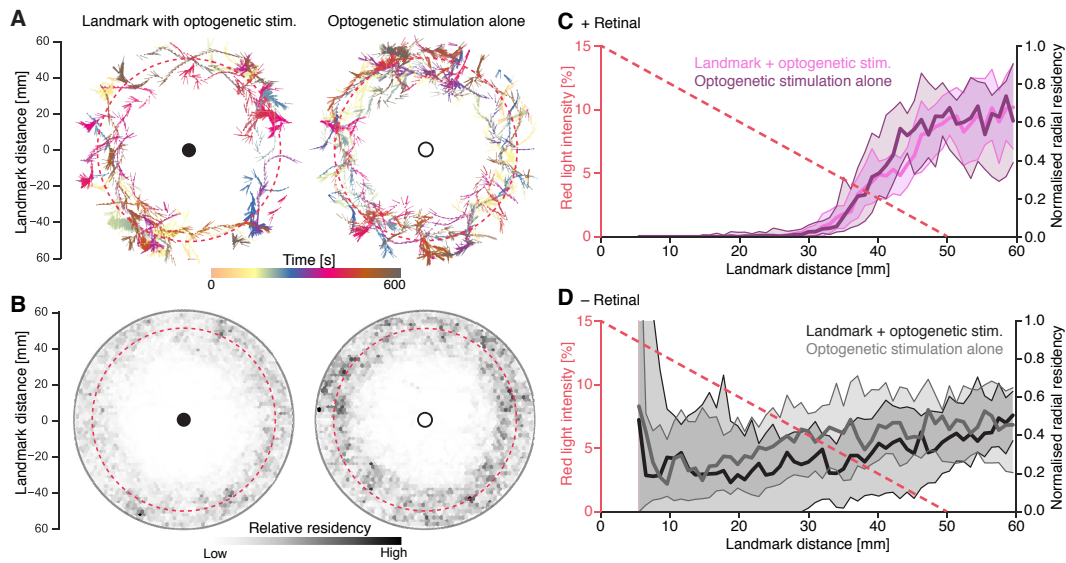 A
Landmark with optogenetic stim.
Optogenetic stimulation alone
Landmark distance [mm]
60
40
20
0
−20
−40
60
Time [s]
0
600
B
Landmark distance [mm]
60
40
20
0
20
40
60
Relative residency
Low
High
C
+ Retinal
Landmark + optogenetic stim.
Optogenetic stimulation alone
Red light intensity [%]
15
10
5
0
Normalised radial residency
1.0
0.8
0.6
0.4
0.2
0.0
0
10
20
30
40
50
60
Landmark distance [mm]
D
− Retinal
Landmark + optogenetic stim.
Optogenetic stimulation alone
Red light intensity [%]
15
10
5
0
Normalised radial residency
1.0
0.8
0.6
0.4
0.2
0.0
0
10
20
30
40
50
60
Landmark distance [mm]